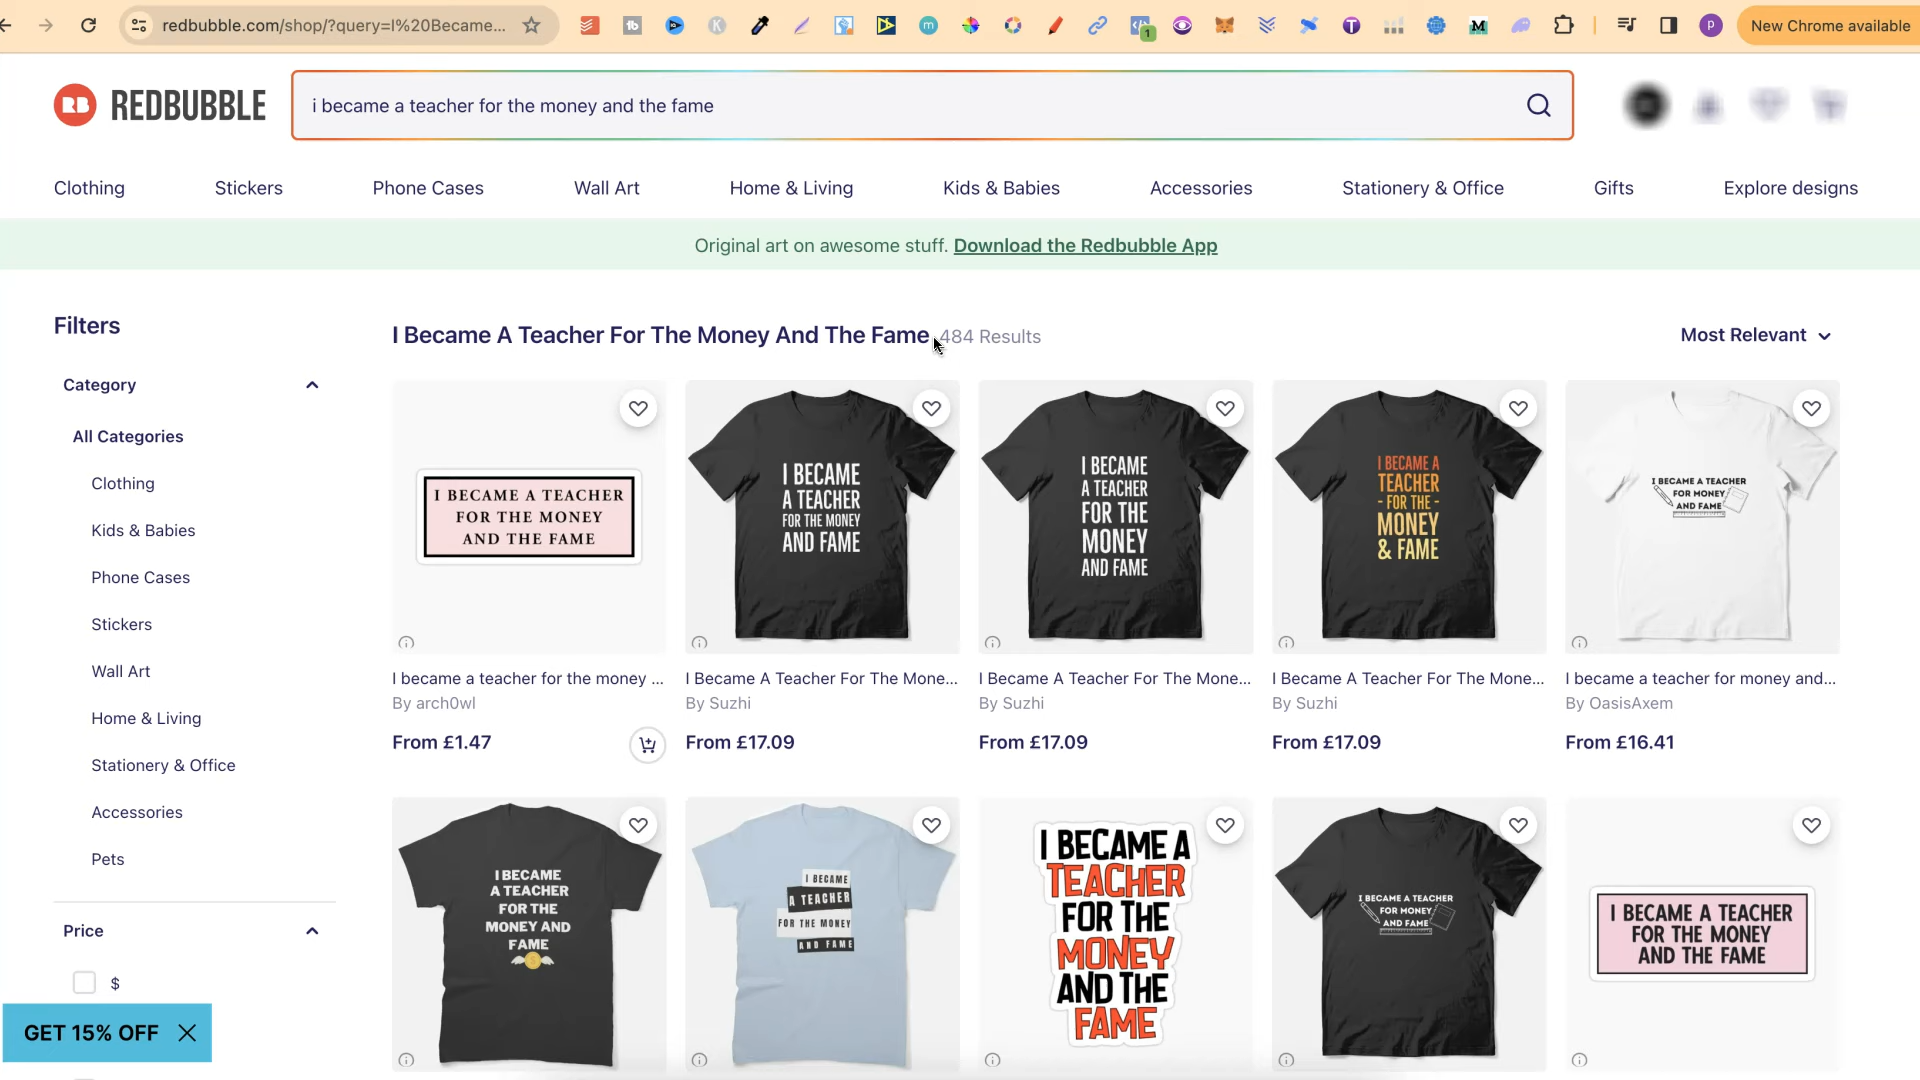 redbubble.com/shop/?query=I%20Became...
New Chrome available
REDBUBBLE
i became a teacher for the money and the fame
Clothing
Stickers
Phone Cases
Wall Art
Home & Living
Kids & Babies
Accessories
Stationery & Office
Gifts
Explore designs
Original art on awesome stuff. Download the Redbubble App
Filters
I Became A Teacher For The Money And The Fame 484 Results
Most Relevant
Category
All Categories
Clothing
Kids & Babies
Phone Cases
Stickers
Wall Art
Home & Living
Stationery & Office
Accessories
Pets
Price
$
GET 15% OFF
I BECAME A TEACHER
FOR THE MONEY
AND THE FAME
I became a teacher for the money ...
By arch0wl
From £1.47
I BECAME
A TEACHER
FOR THE MONEY
AND FAME
I Became A Teacher For The Mone...
By Suzhi
From £17.09
I BECAME
A TEACHER
FOR THE
MONEY
AND FAME
I Became A Teacher For The Mone...
By Suzhi
From £17.09
I BECAME A
TEACHER
- FOR THE -
MONEY
& FAME
I Became A Teacher For The Mone...
By Suzhi
From £17.09
I BECAME A TEACHER
FOR MONEY
AND FAME
I became a teacher for money and...
By OasisAxem
From £16.41
I BECAME
A TEACHER
FOR THE
MONEY AND
FAME
I BECAME
A TEACHER
FOR THE MONEY
AND FAME
I BECAME A
TEACHER
FOR THE
MONEY
AND THE
FAME
I BECAME A TEACHER
FOR MONEY
AND FAME
I BECAME A TEACHER
FOR THE MONEY
AND THE FAME